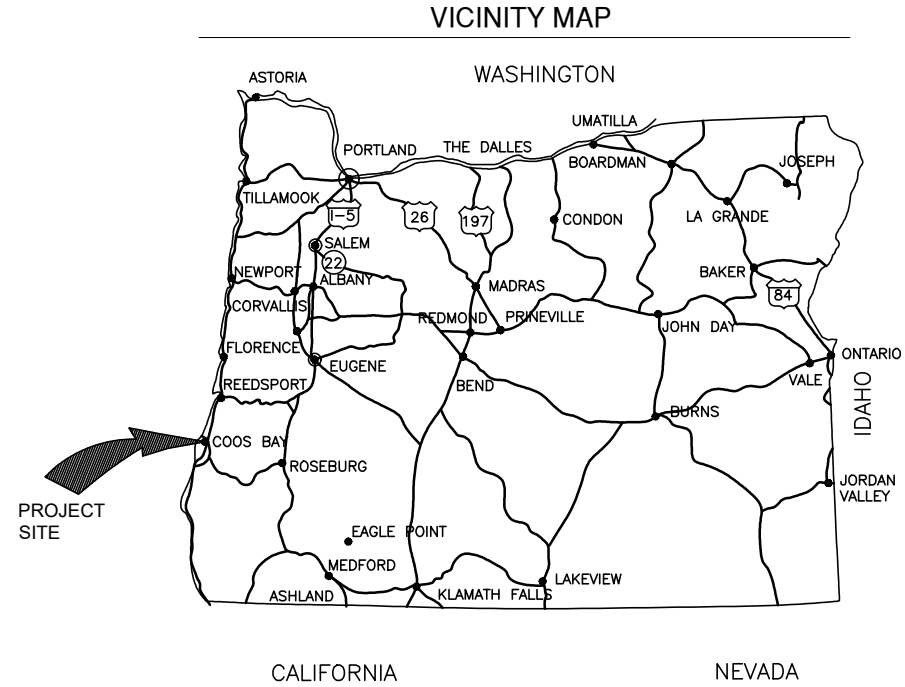 VICINITY MAP
WASHINGTON
ASTORIA
UMATILLA
PORTLAND
THE DALLES
BOARDMAN
JOSEPH
TILLAMOOK
I-5
26
197
CONDON
LA GRANDE
SALEM
22
NEWPORT
ALBANY
MADRAS
BAKER
84
CORVALLIS
REDMOND
PRINEVILLE
JOHN DAY
FLORENCE
EUGENE
BEND
ONTARIO
VALE
REEDSPORT
BURNS
IDAHO
COOS BAY
ROSEBURG
JORDAN
VALLEY
PROJECT
SITE
EAGLE POINT
MEDFORD
ASHLAND
KLAMATH FALLS
LAKEVIEW
CALIFORNIA
NEVADA